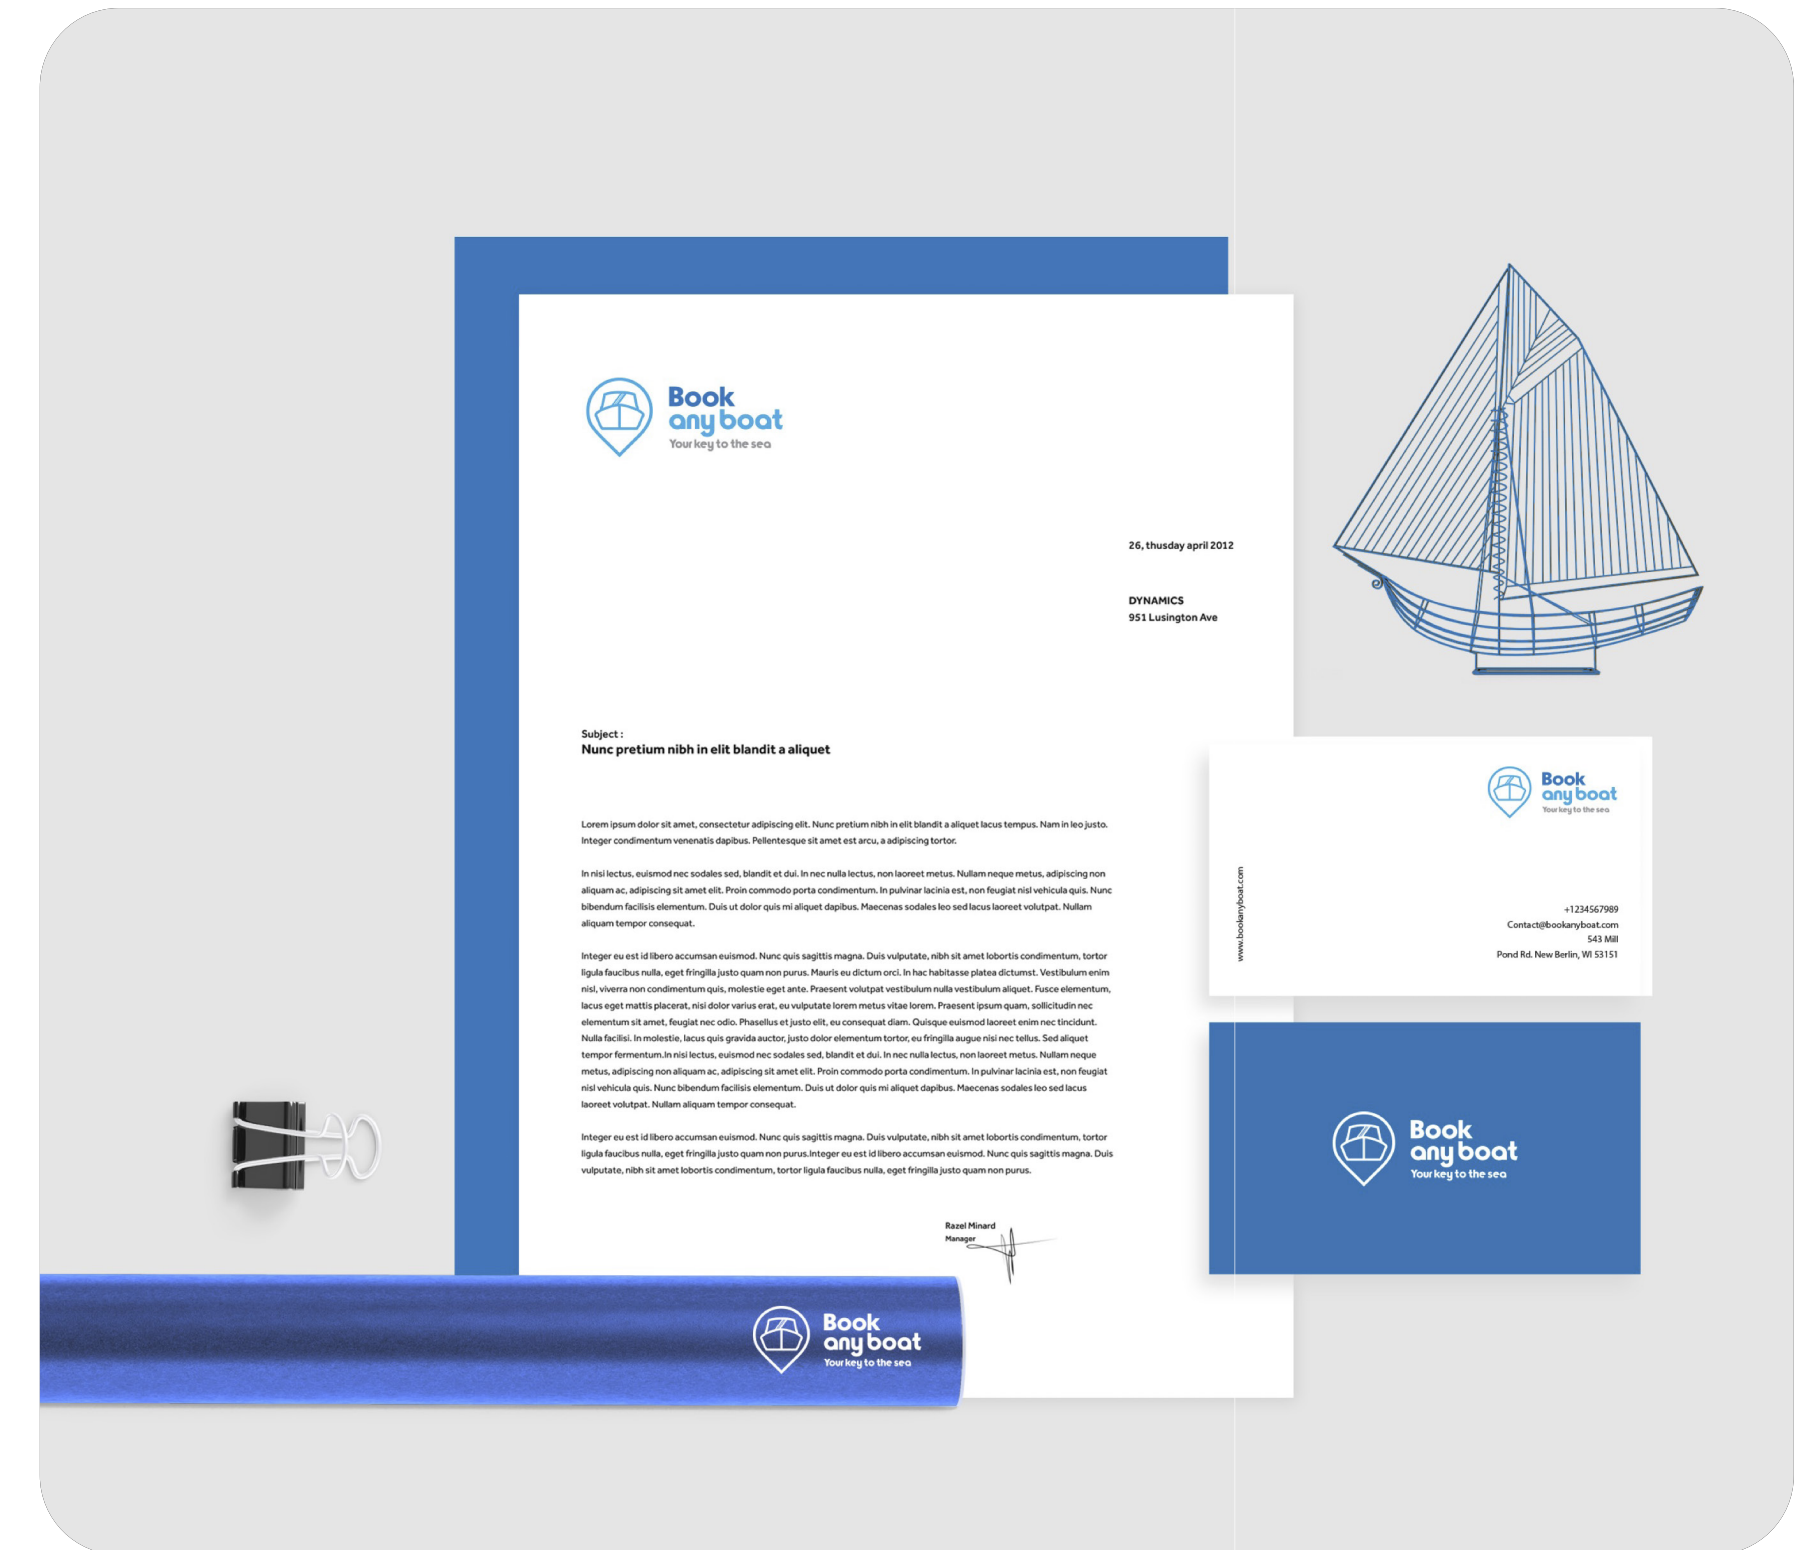 Book
any boat
Your key to the sea
26, thusday april 2012
DYNAMICS
951 Lusington Ave
Subject :
Nunc pretium nibh in elit blandit a aliquet
Lorem ipsum dolor sit amet, consectetur adipiscing elit. Nunc pretium nibh in elit blandit a aliquet lacus tempus. Nam in leo justo.
Integer condimentum venenatis dapibus. Pellentesque sit amet est arcu, a adipiscing tortor.
In nisi lectus, euismod nec sodales sed, blandit et dui. In nec nulla lectus, non laoreet metus. Nullam neque metus, adipiscing non
aliquam ac, adipiscing sit amet elit. Proin commodo porta condimentum. In pulvinar lacinia est, non feugiat nisl vehicula quis. Nunc
bibendum facilisis elementum. Duis ut dolor quis mi aliquet dapibus. Maecenas sodales leo sed lacus laoreet volutpat. Nullam
aliquam tempor consequat.
Integer eu est id libero accumsan euismod. Nunc quis sagittis magna. Duis vulputate, nibh sit amet lobortis condimentum, tortor
ligula faucibus nulla, eget fringilla justo quam non purus. Mauris eu dictum orci. In hac habitasse platea dictumst. Vestibulum enim
nisl, viverra non condimentum quis, molestie eget ante. Praesent volutpat vestibulum nulla vestibulum aliquet. Fusce elementum,
lacus eget mattis placerat, nisi dolor varius erat, eu vulputate lorem metus vitae lorem. Praesent ipsum quam, sollicitudin nec
elementum sit amet, feugiat nec odio. Phasellus et justo elit, eu consequat diam. Quisque euismod laoreet enim nec tincidunt.
Nulla facilisi. In molestie, lacus quis gravida auctor, justo dolor elementum tortor, eu fringilla augue nisi nec tellus. Sed aliquet
tempor fermentum.In nisi lectus, euismod nec sodales sed, blandit et dui. In nec nulla lectus, non laoreet metus. Nullam neque
metus, adipiscing non aliquam ac, adipiscing sit amet elit. Proin commodo porta condimentum. In pulvinar lacinia est, non feugiat
nisl vehicula quis. Nunc bibendum facilisis elementum. Duis ut dolor quis mi aliquet dapibus. Maecenas sodales leo sed lacus
laoreet volutpat. Nullam aliquam tempor consequat.
Integer eu est id libero accumsan euismod. Nunc quis sagittis magna. Duis vulputate, nibh sit amet lobortis condimentum, tortor
ligula faucibus nulla, eget fringilla justo quam non purus.Integer eu est id libero accumsan euismod. Nunc quis sagittis magna. Duis
vulputate, nibh sit amet lobortis condimentum, tortor ligula faucibus nulla, eget fringilla justo quam non purus.
Razel Minard
Manager
Book
any boat
Your key to the sea
www.bookanyboat.com
+1234567989
Contact@bookanyboat.com
543 Mill
Pond Rd. New Berlin, WI 53151
Book
any boat
Your key to the sea
Book
any boat
Your key to the sea